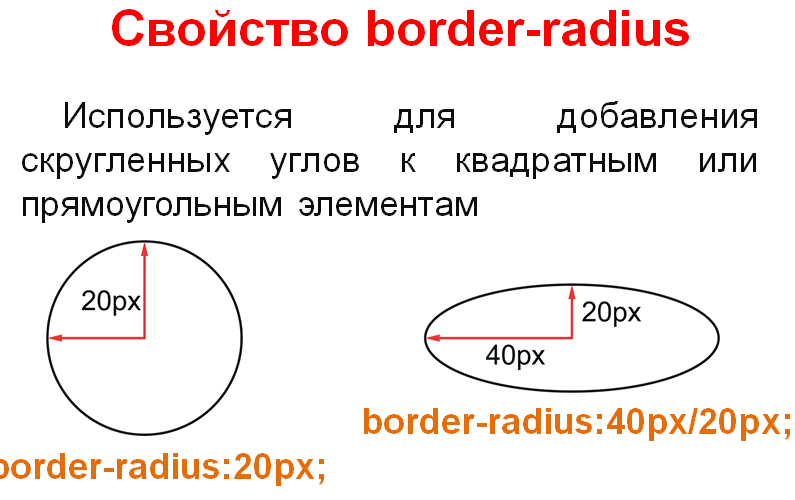 Свойство border-radius
Используется для добавления
скругленных углов к квадратным или
прямоугольным элементам
20px
20px
40px
border-radius:40px/20px;
border-radius:20px;